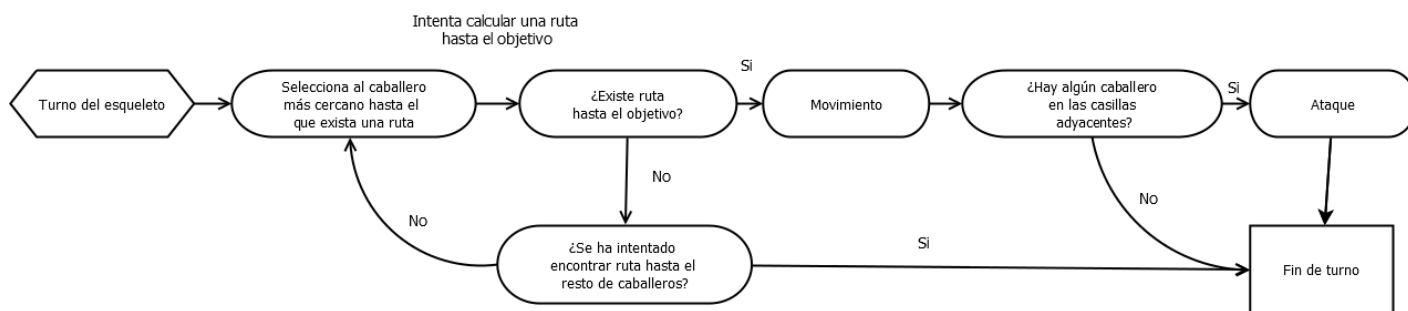 Intenta calcular una ruta
hasta el objetivo
Turno del esqueleto
Selecciona al caballero
más cercano hasta el
que exista una ruta
¿Existe ruta
hasta el objetivo?
Si
Movimiento
¿Hay algún caballero
en las casillas
adyacentes?
Si
Ataque
No
No
No
¿Se ha intentado
encontrar ruta hasta el
resto de caballeros?
Si
Fin de turno